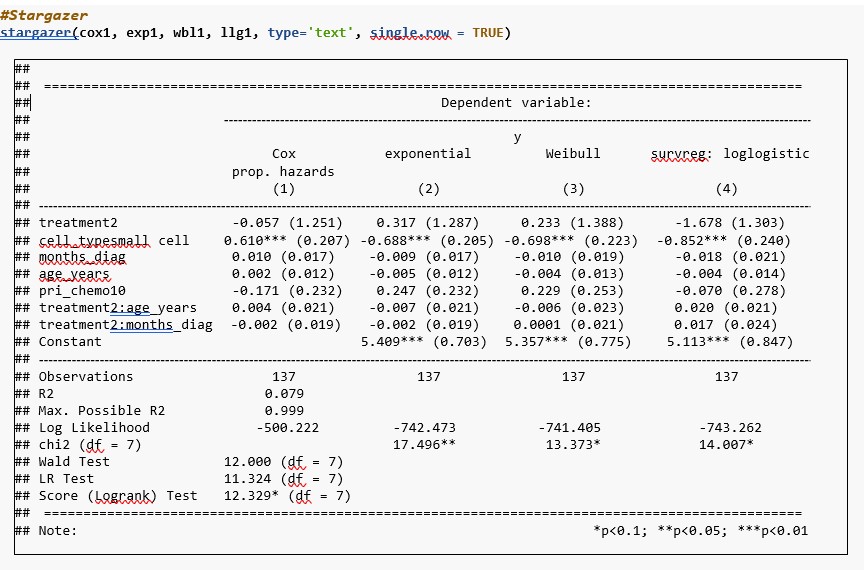 #Stargazer
stargazer(cox1, exp1, wbl1, llg1, type='text', single.row = TRUE)
##
## ================================================================================================
## Dependent variable:
## ------------------------------------------------------------------------------------------------
## y
## Cox exponential Weibull survreg: loglogistic
## prop. hazards
## (1) (2) (3) (4)
## ------------------------------------------------------------------------------------------------
## treatment2 -0.057 (1.251) 0.317 (1.287) 0.233 (1.388) -1.678 (1.303)
## cell_typesmall cell 0.610*** (0.207) -0.688*** (0.205) -0.698*** (0.223) -0.852*** (0.240)
## months_diag 0.010 (0.017) -0.009 (0.017) -0.010 (0.019) -0.018 (0.021)
## age_years 0.002 (0.012) -0.005 (0.012) -0.004 (0.013) -0.004 (0.014)
## pri_chemo10 -0.171 (0.232) 0.247 (0.232) 0.229 (0.253) -0.070 (0.278)
## treatment2:age_years 0.004 (0.021) -0.007 (0.021) -0.006 (0.023) 0.020 (0.021)
## treatment2:months_diag -0.002 (0.019) -0.002 (0.019) 0.0001 (0.021) 0.017 (0.024)
## Constant 5.409*** (0.703) 5.357*** (0.775) 5.113*** (0.847)
## ------------------------------------------------------------------------------------------------
## Observations 137 137 137 137
## R2 0.079
## Max. Possible R2 0.999
## Log Likelihood -500.222 -742.473 -741.405 -743.262
## chi2 (df = 7) 17.496** 13.373* 14.007*
## Wald Test 12.000 (df = 7)
## LR Test 11.324 (df = 7)
## Score (Logrank) Test 12.329* (df = 7)
## ================================================================================================
## Note: *p<0.1; **p<0.05; ***p<0.01